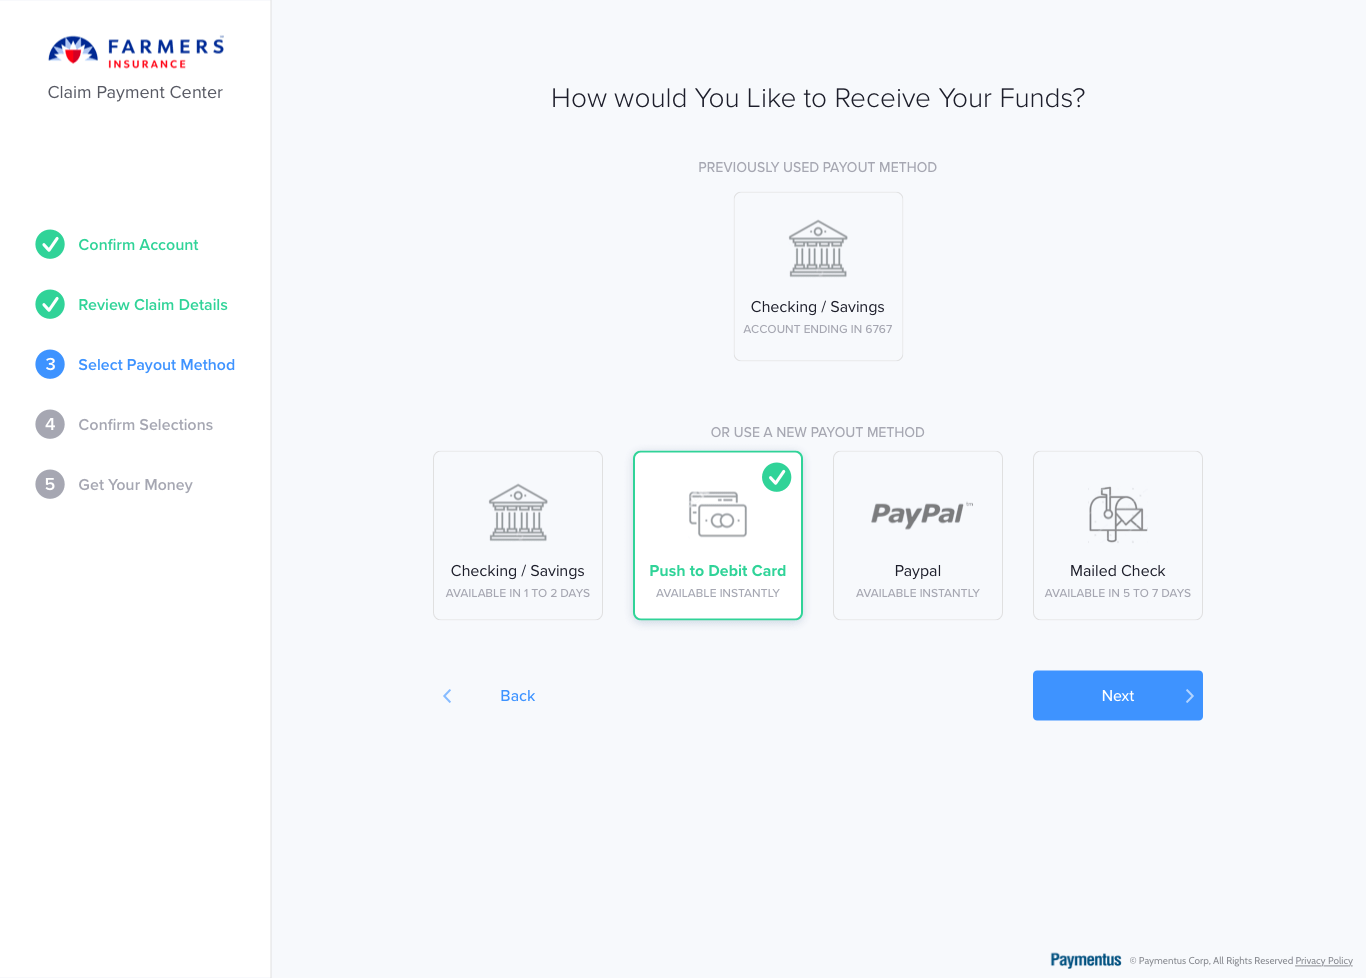 FARMERS
INSURANCE
Claim Payment Center
Confirm Account
Review Claim Details
3 Select Payout Method
4 Confirm Selections
5 Get Your Money
How would You Like to Receive Your Funds?
PREVIOUSLY USED PAYOUT METHOD
Checking / Savings
ACCOUNT ENDING IN 6767
OR USE A NEW PAYOUT METHOD
Checking / Savings
AVAILABLE IN 1 TO 2 DAYS
Push to Debit Card
AVAILABLE INSTANTLY
PayPal™
Paypal
AVAILABLE INSTANTLY
Mailed Check
AVAILABLE IN 5 TO 7 DAYS
Back
Next
Paymentus © Paymentus Corp, All Rights Reserved Privacy Policy